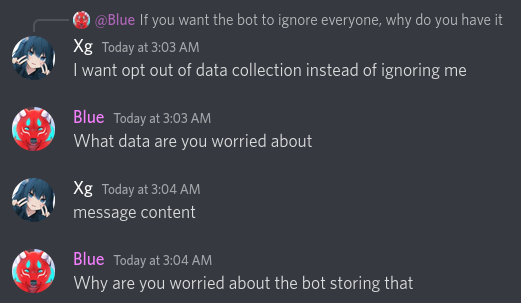 @Blue If you want the bot to ignore everyone, why do you have it
Xg Today at 3:03 AM
I want opt out of data collection instead of ignoring me
Blue Today at 3:03 AM
What data are you worried about
Xg Today at 3:04 AM
message content
Blue Today at 3:04 AM
Why are you worried about the bot storing that